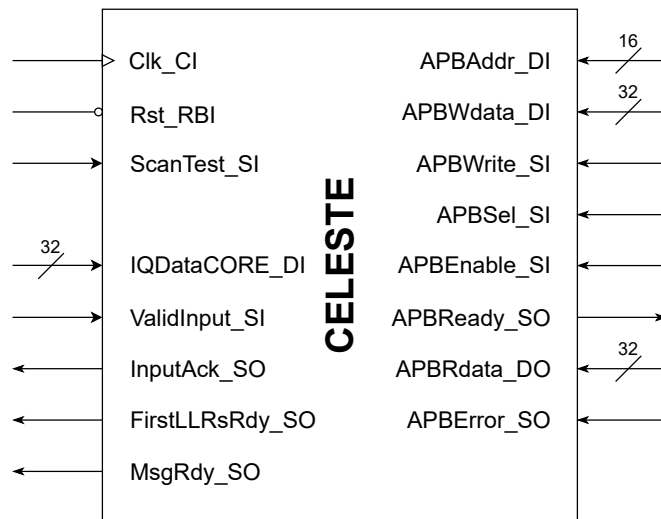 Clk_CI
Rst_RBI
ScanTest_SI
32
IQDataCORE_DI
ValidInput_SI
InputAck_SO
FirstLLRsRdy_SO
MsgRdy_SO
CELESTE
APBAddr_DI
16
APBWdata_DI
32
APBWrite_SI
APBSel_SI
APBEnable_SI
APBReady_SO
APBRdata_DO
32
APBError_SO